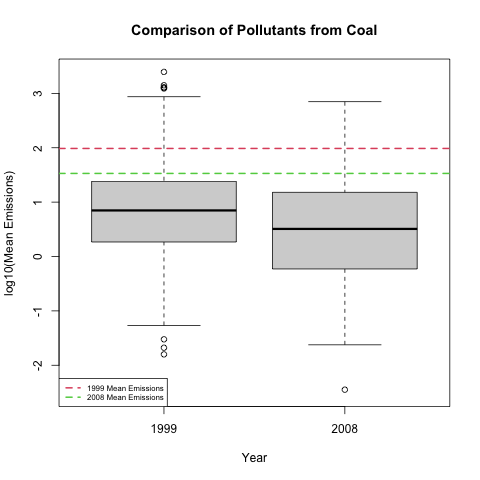 Comparison of Pollutants from Coal
log10(Mean Emissions)
3
2
1
0
-1
-2
1999 Mean Emissions
2008 Mean Emissions
1999
2008
Year